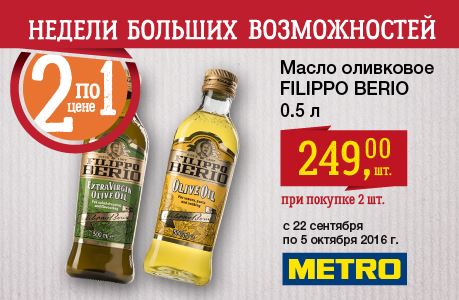 НЕДЕЛИ БОЛЬШИХ ВОЗМОЖНОСТЕЙ
2 по цене 1
Масло оливковое
FILIPPO BERIO
0.5 л
249,00 шт.
при покупке 2 шт.
с 22 сентября
по 5 октября 2016 г.
METRO
FILIPPO
BERIO
EXTRA VIRGIN
OLIVE OIL
FILIPPO
BERIO
OLIVE OIL